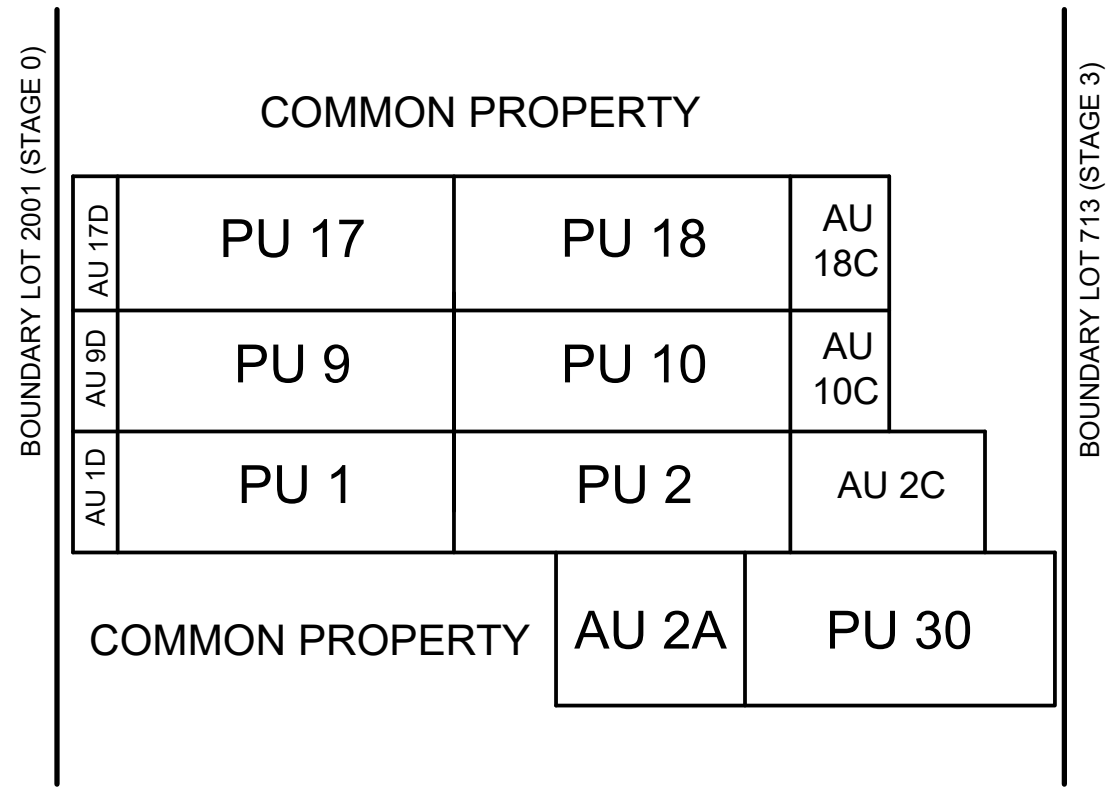 BOUNDARY LOT 2001 (STAGE 0)
COMMON PROPERTY
BOUNDARY LOT 713 (STAGE 3)
AU 17D
PU 17
PU 18
AU
18C
AU 9D
PU 9
PU 10
AU
10C
AU 1D
PU 1
PU 2
AU 2C
COMMON PROPERTY
AU 2A
PU 30